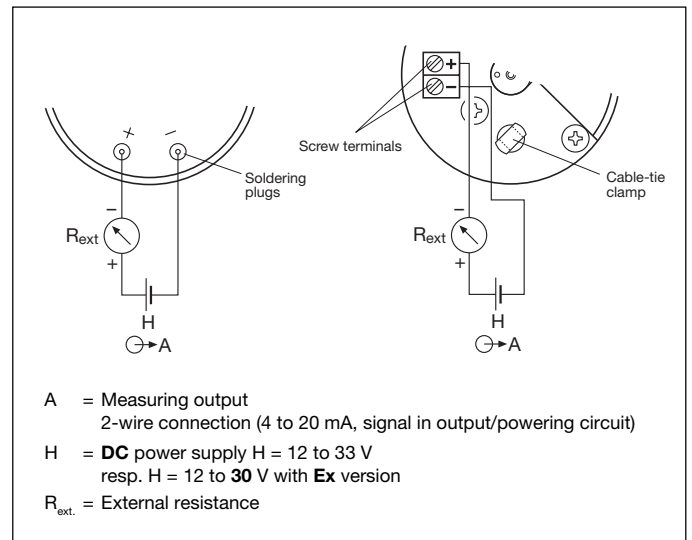 + −
Soldering
plugs
−
Rext
+
H
A
+
−
Screw terminals
Cable-tie
clamp
−
Rext
+
H
A
A = Measuring output
2-wire connection (4 to 20 mA, signal in output/powering circuit)
H = DC power supply H = 12 to 33 V
resp. H = 12 to 30 V with Ex version
Rext. = External resistance